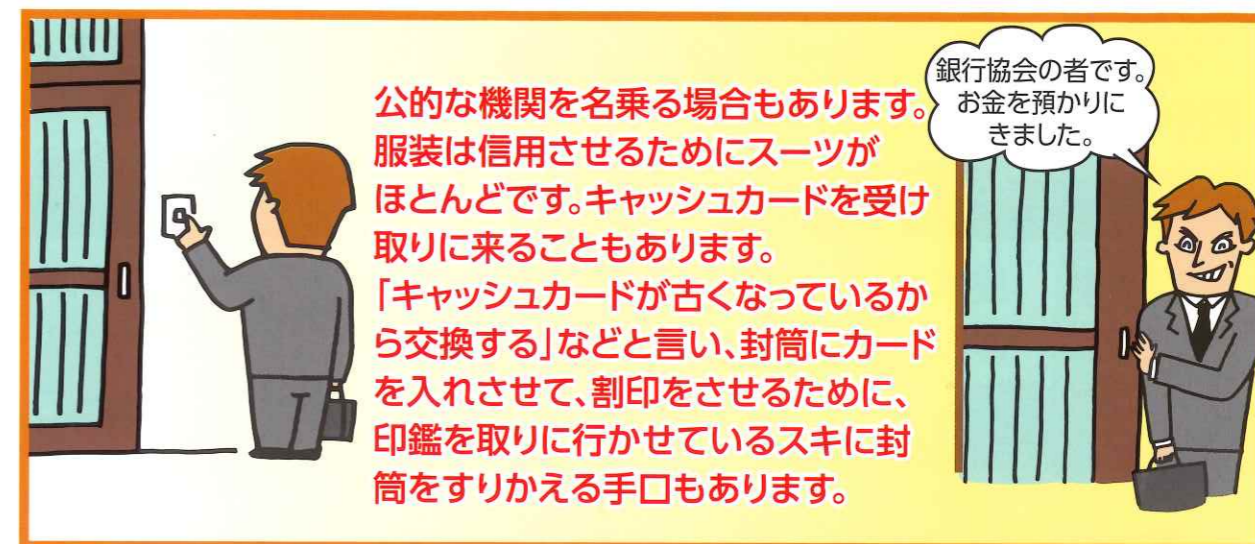 公的な機関を名乗る場合もあります。
服装は信用させるためにスーツが
ほとんどです。キャッシュカードを受け
取りに来ることもあります。
「キャッシュカードが古くなっているか
ら交換する」などと言い、封筒にカード
を入れさせて、割印をさせるために、
印鑑を取りに行かせているスキに封
筒をすりかえる手口もあります。
銀行協会の者です。
お金を預かりに
きました。